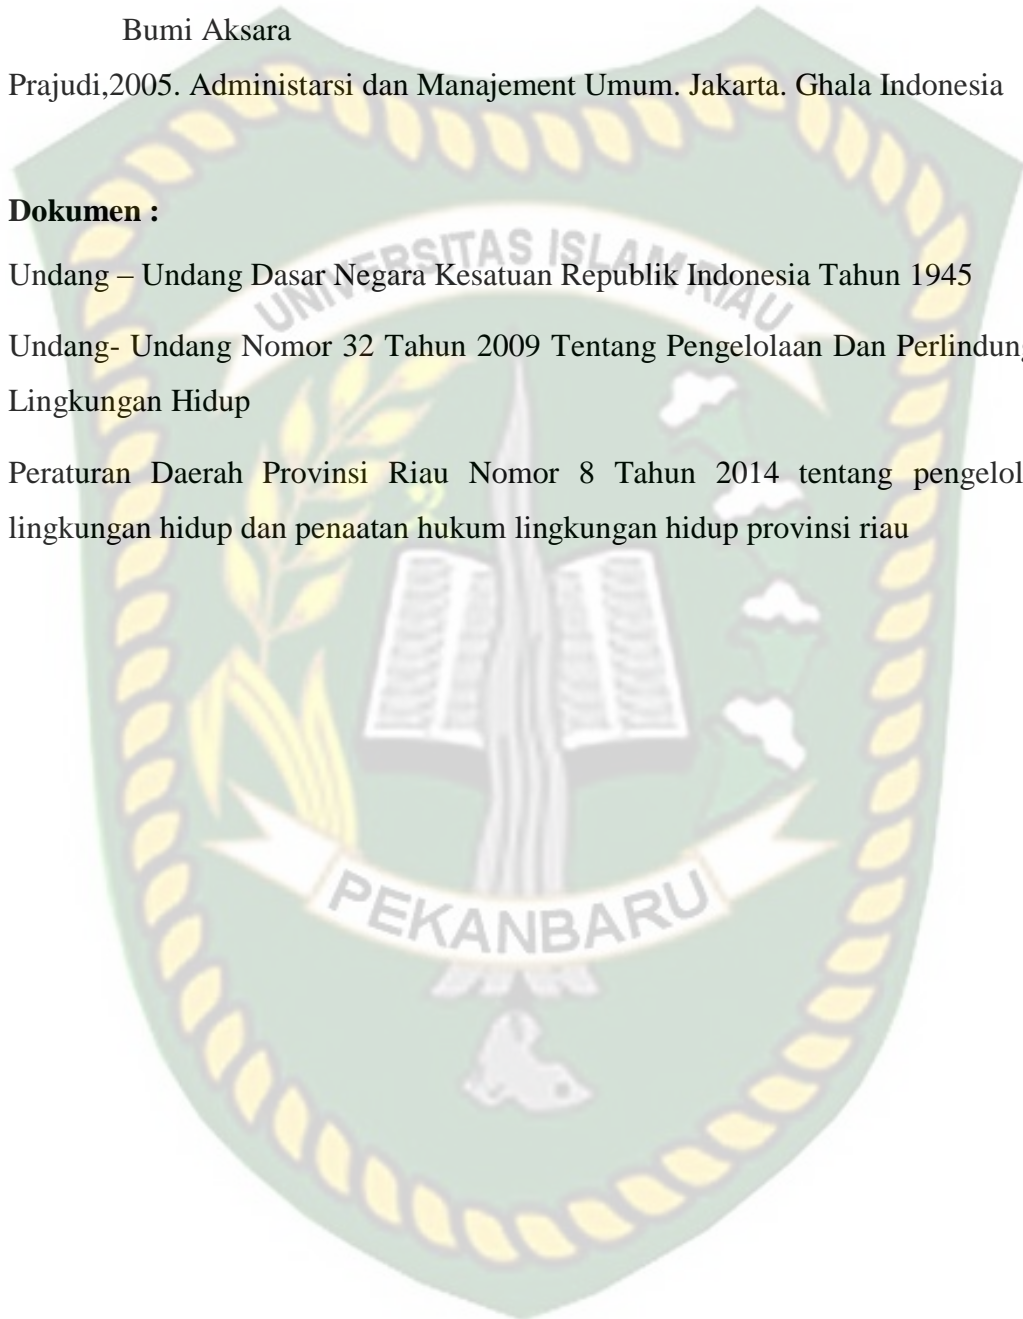 Bumi Aksara
Prajudi,2005. Administarsi dan Manajement Umum. Jakarta. Ghala Indonesia
Dokumen :
UNIVERSITAS ISLAM RIAU
Undang – Undang Dasar Negara Kesatuan Republik Indonesia Tahun 1945
Undang- Undang Nomor 32 Tahun 2009 Tentang Pengelolaan Dan Perlindung
Lingkungan Hidup
Peraturan Daerah Provinsi Riau Nomor 8 Tahun 2014 tentang pengelol
lingkungan hidup dan penaatan hukum lingkungan hidup provinsi riau
PEKANBARU